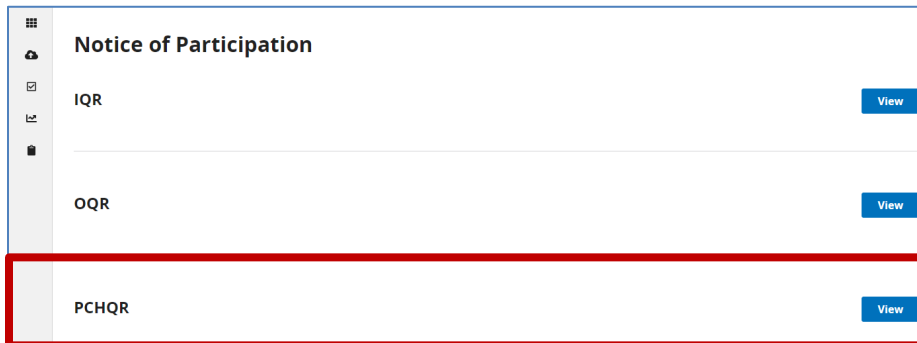 Notice of Participation
IQR
View
OQR
View
PCHQR
View